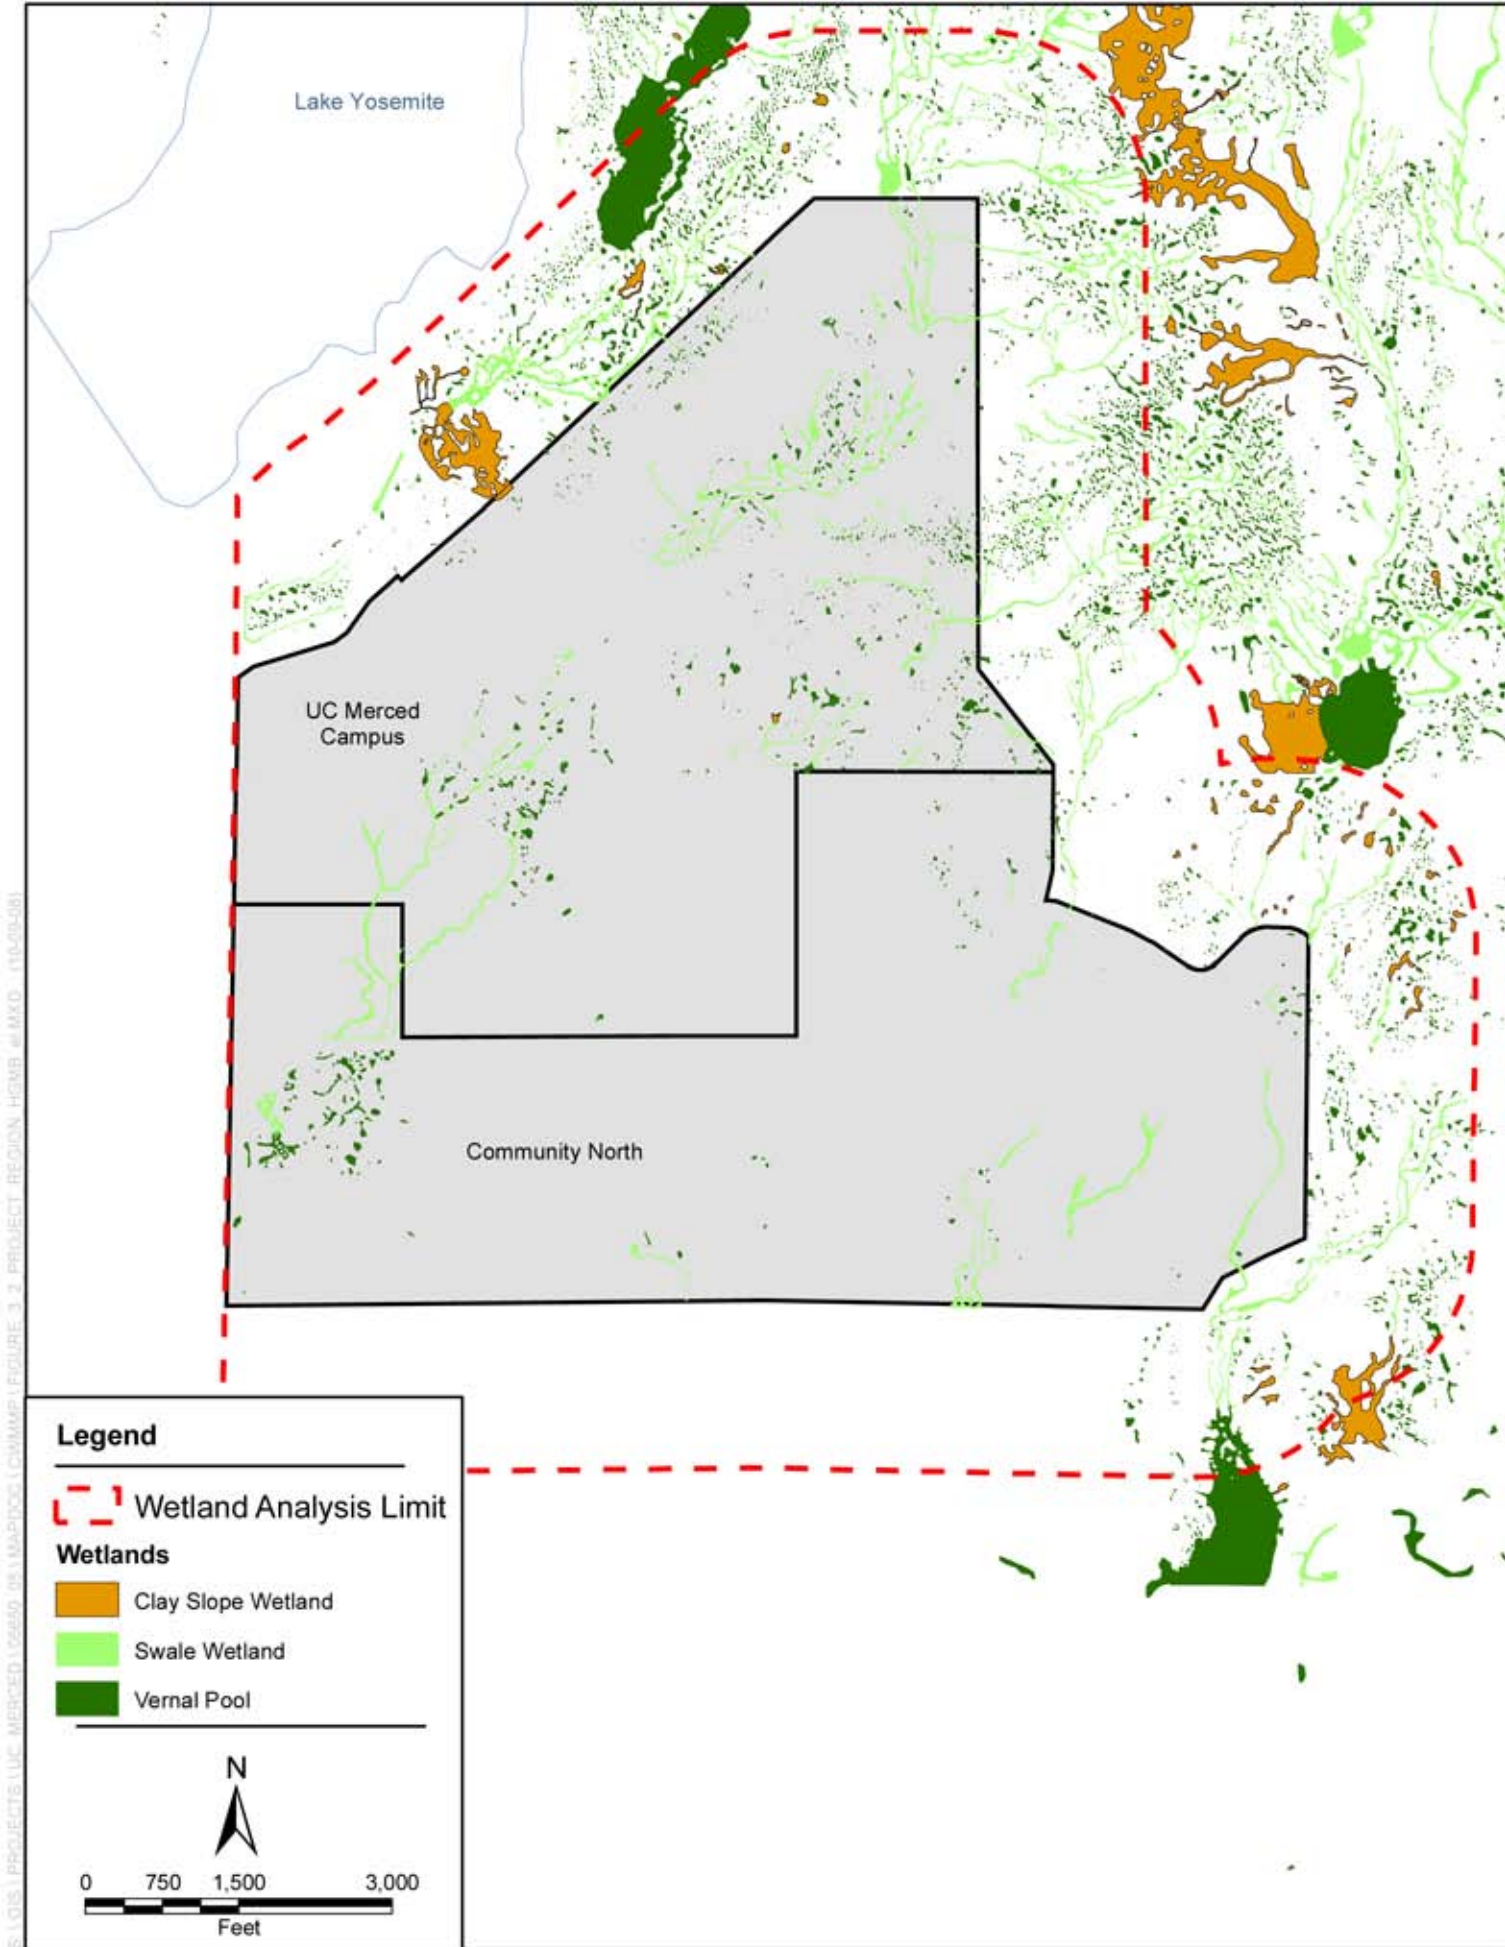 Lake Yosemite
UC Merced
Campus
Community North
Legend
Wetland Analysis Limit
Wetlands
Clay Slope Wetland
Swale Wetland
Vernal Pool
N
0 750 1,500 3,000
Feet